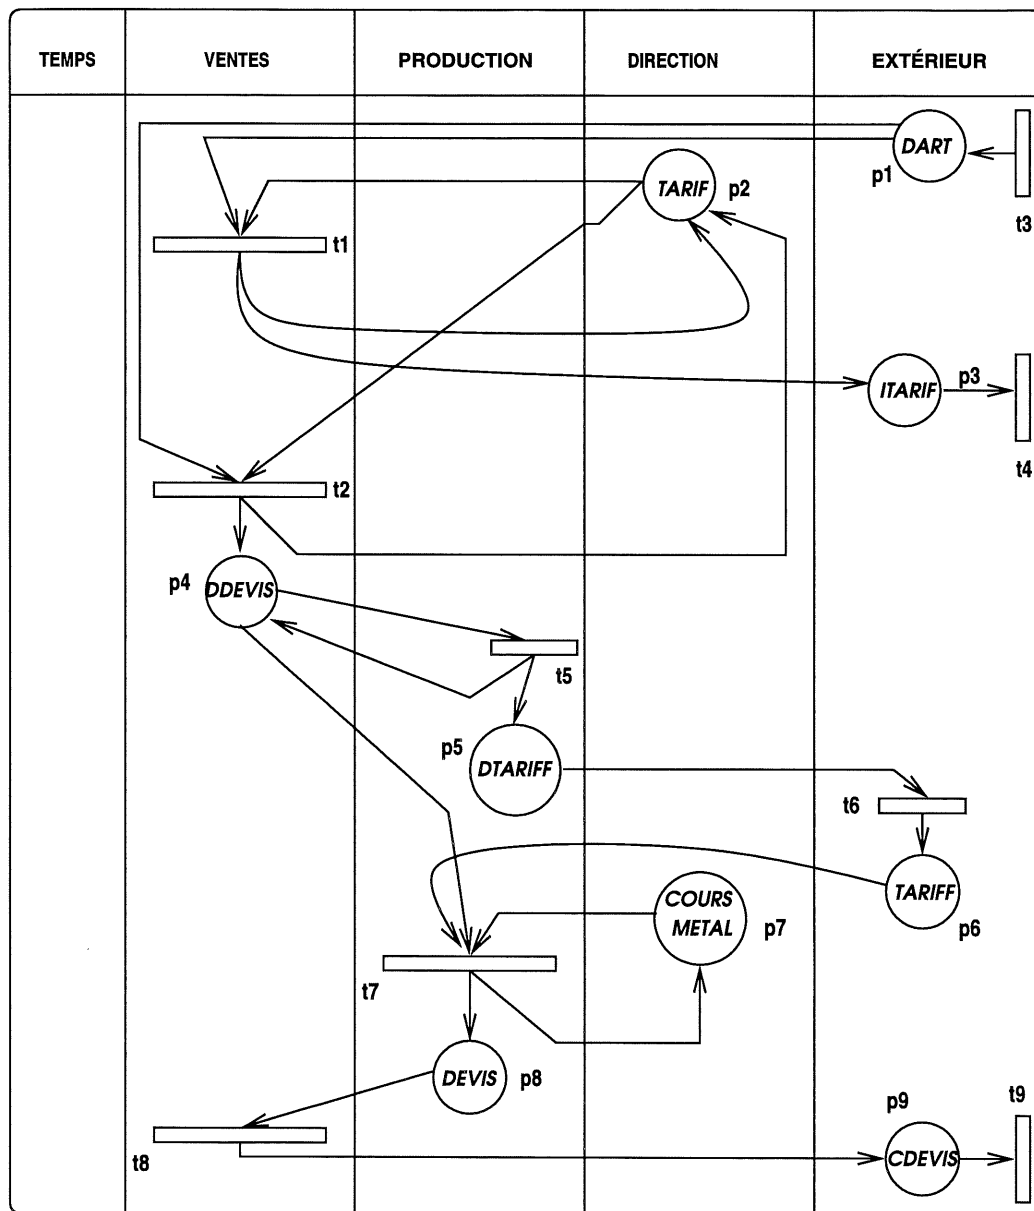 TEMPS VENTES PRODUCTION DIRECTION EXTÉRIEUR
DART
p1
t3
TARIF p2
t1
ITARIF p3
t4
t2
p4 DDEVIS
t5
p5 DTARIFF
t6
TARIFF
p6
COURS
METAL p7
t7
DEVIS p8
p9 t9
t8 CDEVIS